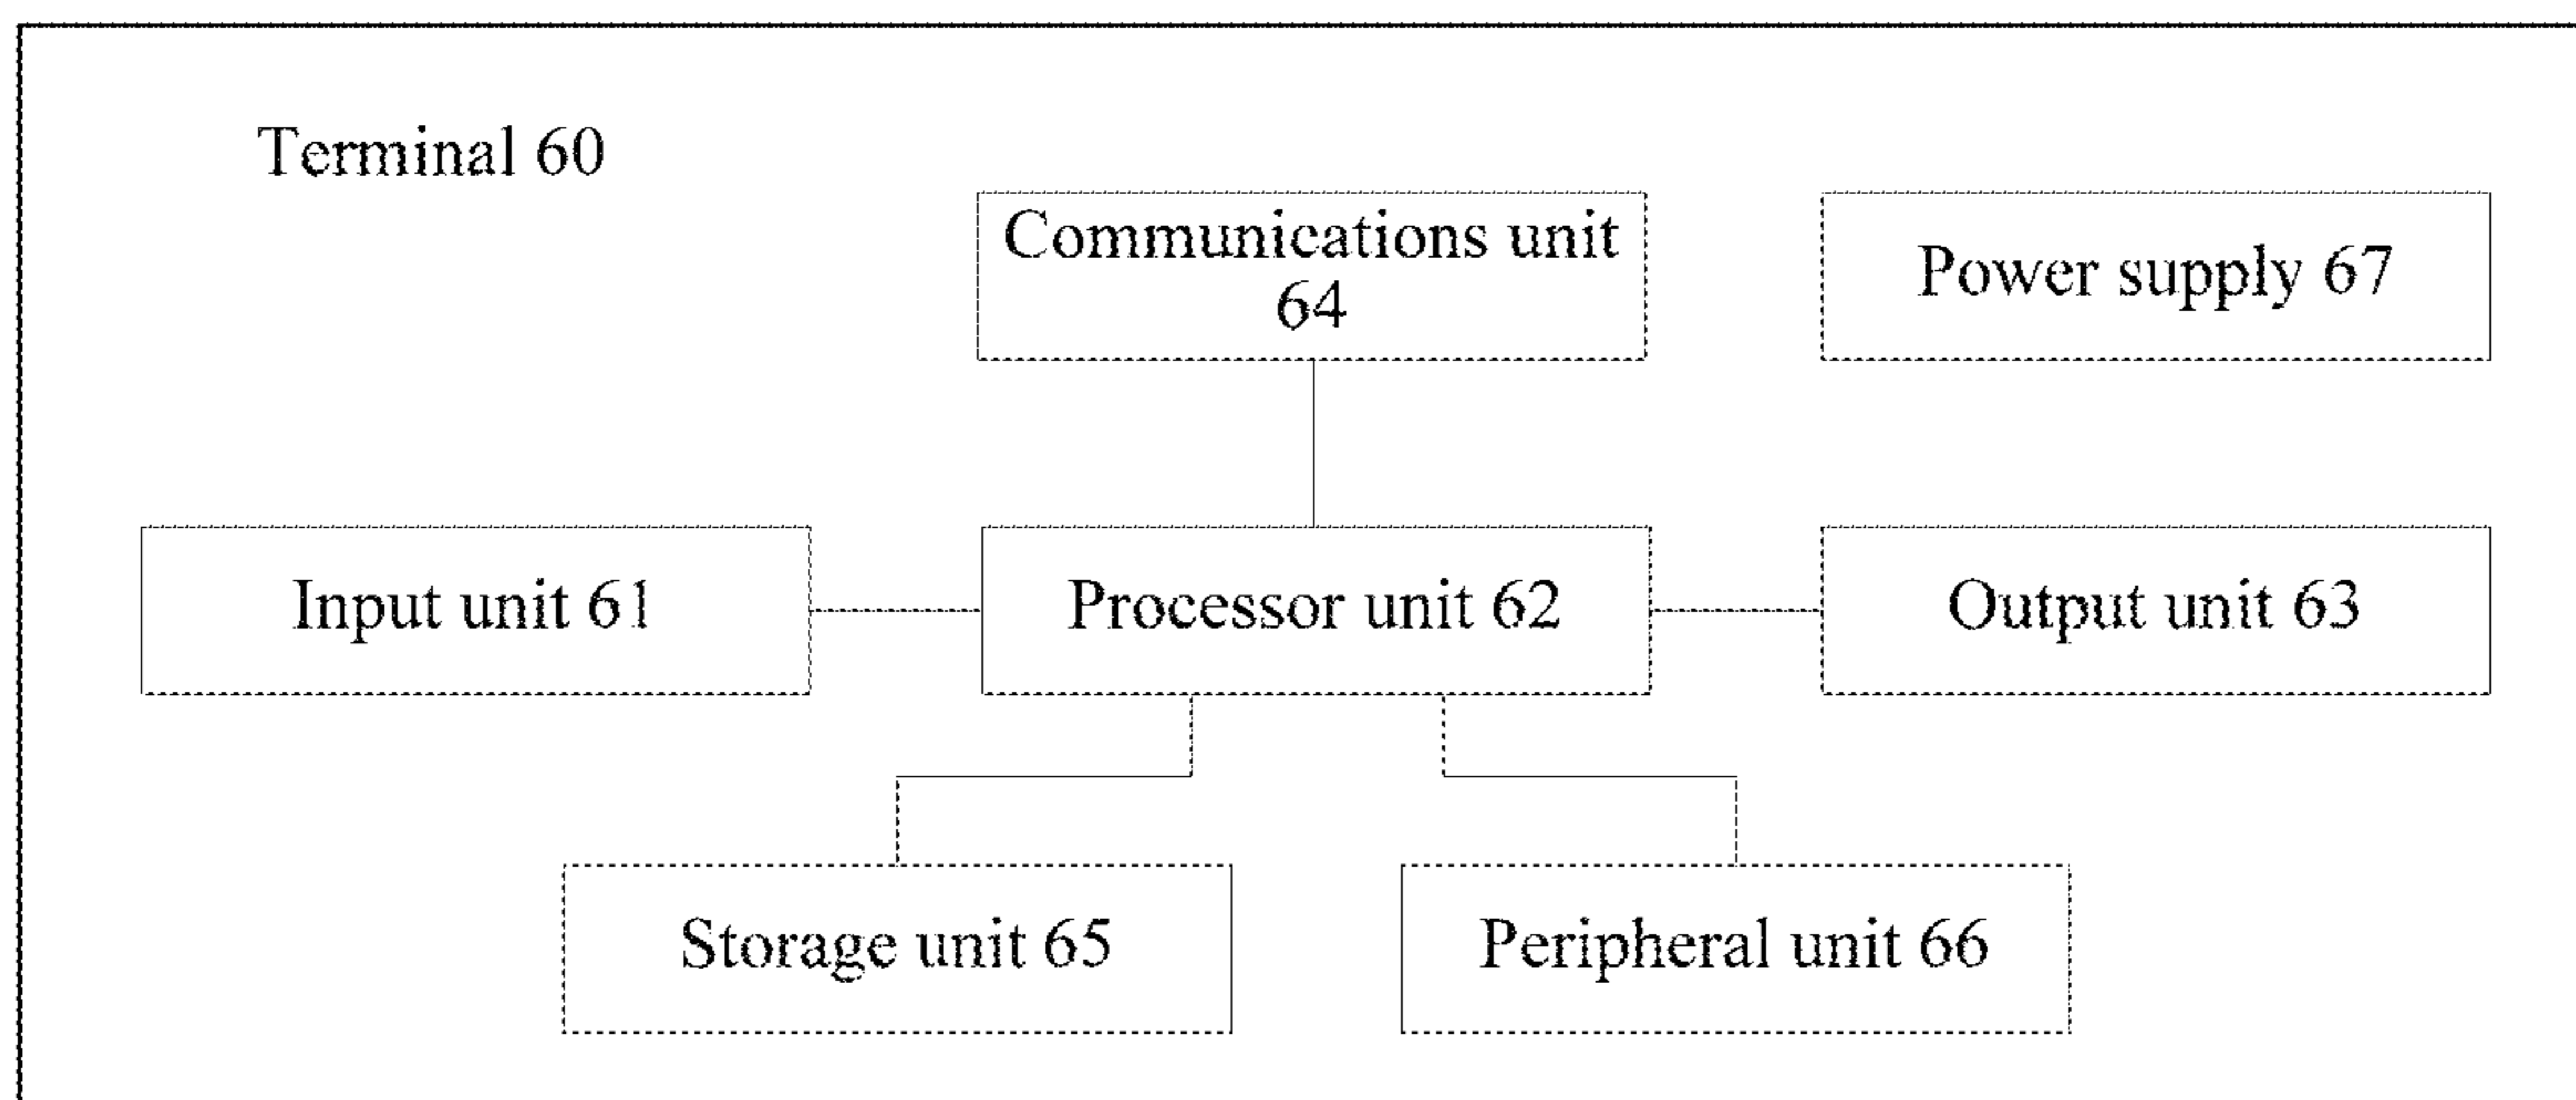 Terminal 60
Communications unit
64
Power supply 67
Input unit 61
Processor unit 62
Output unit 63
Storage unit 65
Peripheral unit 66